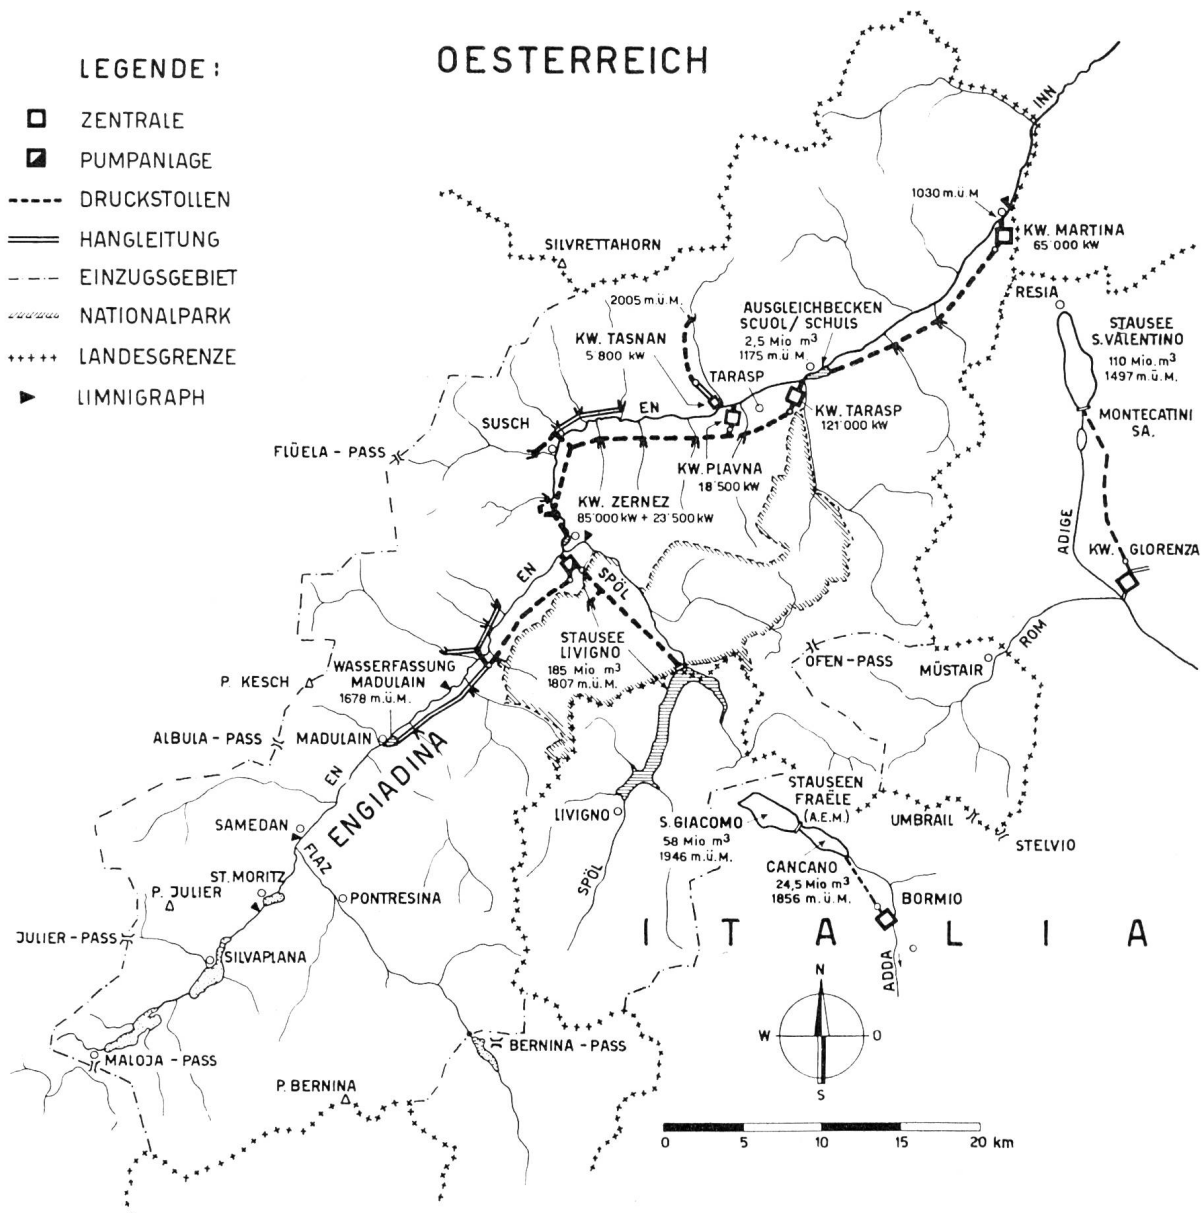 OESTERREICH
LEGENDE:
ZENTRALE
PUMPANLAGE
DRUCKSTOLLEN
HANGLEITUNG
EINZUGSGEBIET
NATIONALPARK
LANDESGRENZE
LIMNIGRAPH
INN
1030 m.ü.M
KW. MARTINA
65'000 kW
SILVRETTAHORN
2005 m.ü.M.
KW. TASNAN
5'800 kW
AUSGLEICHBECKEN
SCUOL / SCHULS
2,5 Mio m³
1175 m.ü.M.
RESIA
STAUSEE
S.VALENTINO
110 Mio. m³
1497 m.ü.M.
MONTECATINI
SA.
TARASP
EN
KW. TARASP
121'000 kW
SUSCH
FLÜELA - PASS
KW. PLAVNA
18'500 kW
KW. ZERNEZ
85'000 kW + 23'500 kW
ADIGE
KW. GLORENZA
EN
SPÖL
ROM
STAUSEE
LIVIGNO
185 Mio m³
1807 m.ü.M.
OFEN-PASS
MÜSTAIR
WASSERFASSUNG
MADULAIN
1678 m.ü.M.
P. KESCH
ALBULA - PASS
MADULAIN
EN
ENGIADINA
LIVIGNO
SPÖL
STAUSEEN
FRAËLE
(A.E.M.)
S. GIACOMO
58 Mio m³
1946 m.ü.M.
CANCANO
24,5 Mio m³
1856 m.ü.M.
UMBRAIL
STELVIO
BORMIO
SAMEDAN
FLAZ
ST. MORITZ
P. JULIER
PONTRESINA
JULIER-PASS
SILVAPLANA
ITALIA
ADDA
MALOJA - PASS
BERNINA - PASS
P. BERNINA
N
W
O
S
0 5 10 15 20 km